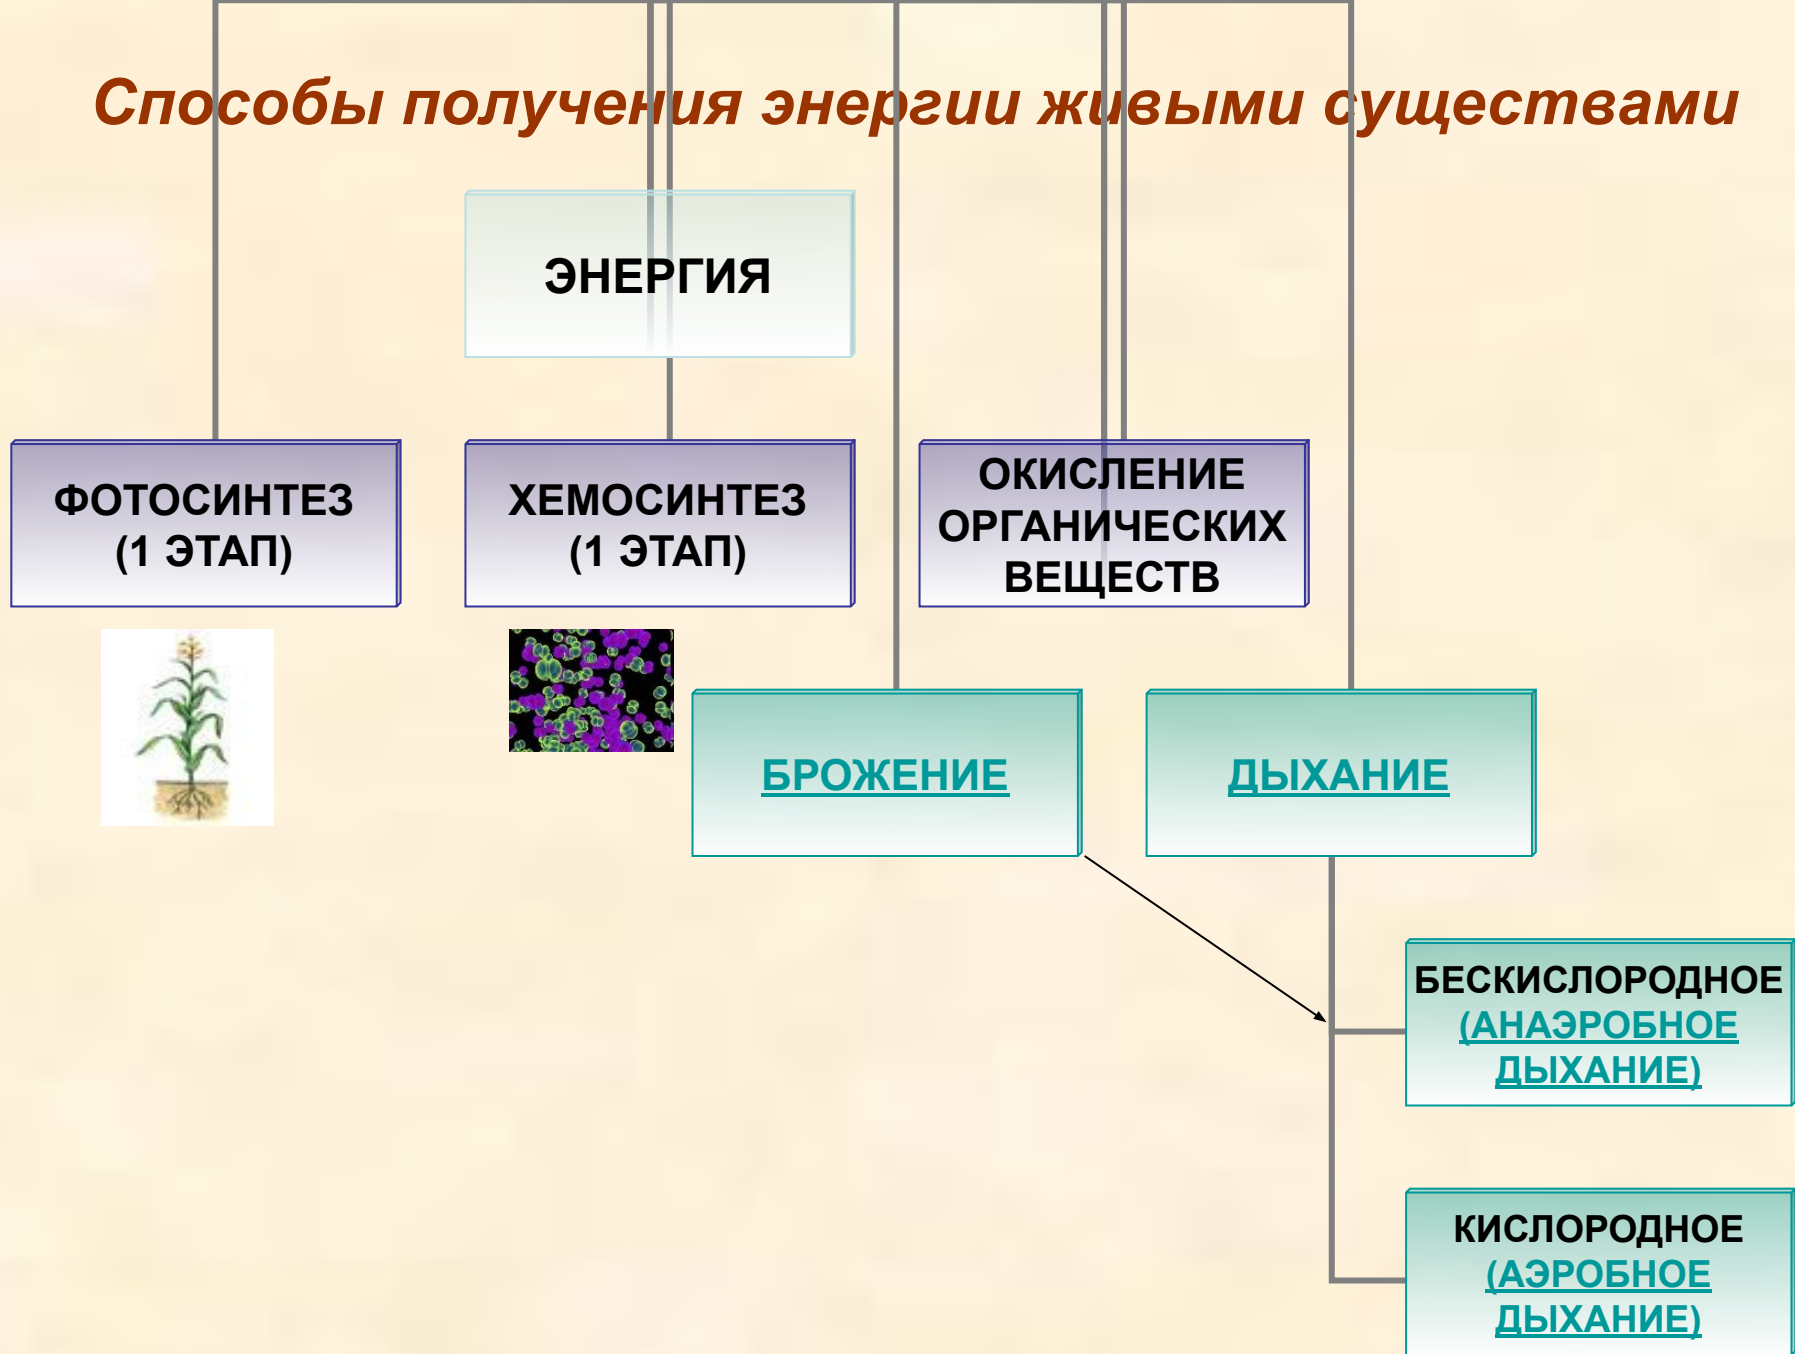 Способы получения энергии живыми существами
ЭНЕРГИЯ
ФОТОСИНТЕЗ
(1 ЭТАП)
ХЕМОСИНТЕЗ
(1 ЭТАП)
ОКИСЛЕНИЕ
ОРГАНИЧЕСКИХ
ВЕЩЕСТВ
БРОЖЕНИЕ
ДЫХАНИЕ
БЕСКИСЛОРОДНОЕ
(АНАЭРОБНОЕ
ДЫХАНИЕ)
КИСЛОРОДНОЕ
(АЭРОБНОЕ
ДЫХАНИЕ)